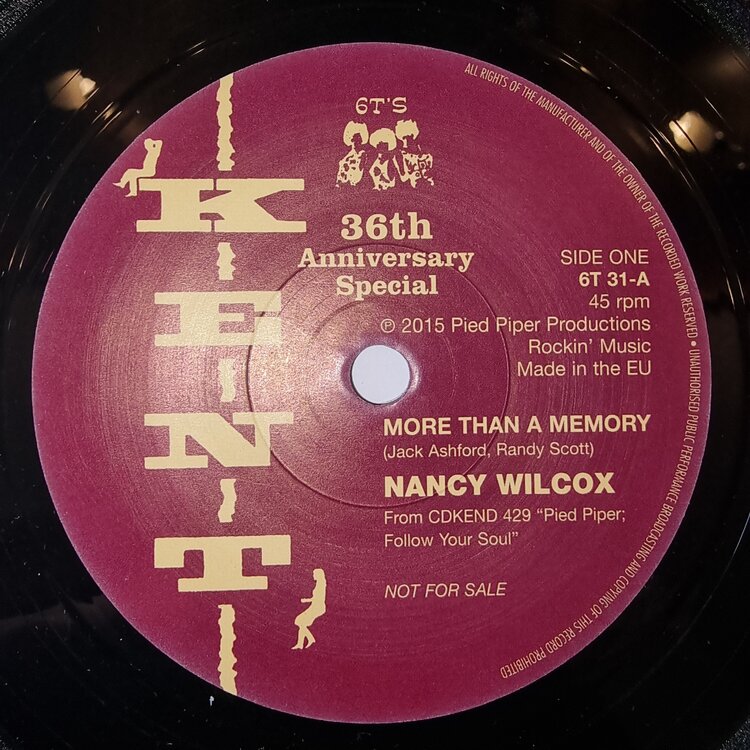 K-E-N-T
6T'S
36th
Anniversary
Special
SIDE ONE
6T 31-A
45 rpm
℗ 2015 Pied Piper Productions
Rockin' Music
Made in the EU
MORE THAN A MEMORY
(Jack Ashford, Randy Scott)
NANCY WILCOX
From CDKEND 429 “Pied Piper;
Follow Your Soul”
NOT FOR SALE
ALL RIGHTS OF THE MANUFACTURER AND OF THE OWNER OF THE RECORDED WORK RESERVED • UNAUTHORISED PUBLIC PERFORMANCE BROADCASTING AND COPYING OF THIS RECORD PROHIBITED